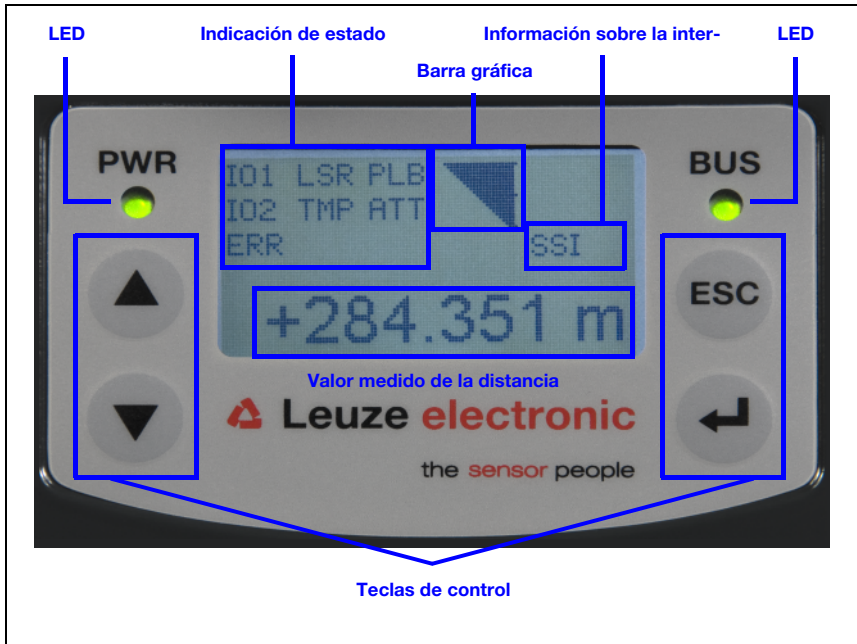 LED
Indicación de estado
Información sobre la inter-
LED
Barra gráfica
PWR
BUS
IO1 LSR PLB
IO2 TMP ATT
ERR
SSI
ESC
+284.351 m
Valor medido de la distancia
Leuze electronic
the sensor people
Teclas de control